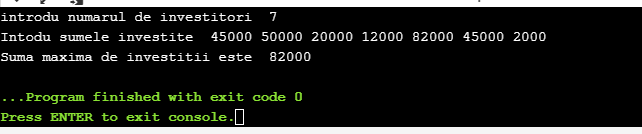 introdu numarul de investitori 7
Intodu sumele investite 45000 50000 20000 12000 82000 45000 2000
Suma maxima de investitii este 82000
...Program finished with exit code 0
Press ENTER to exit console.